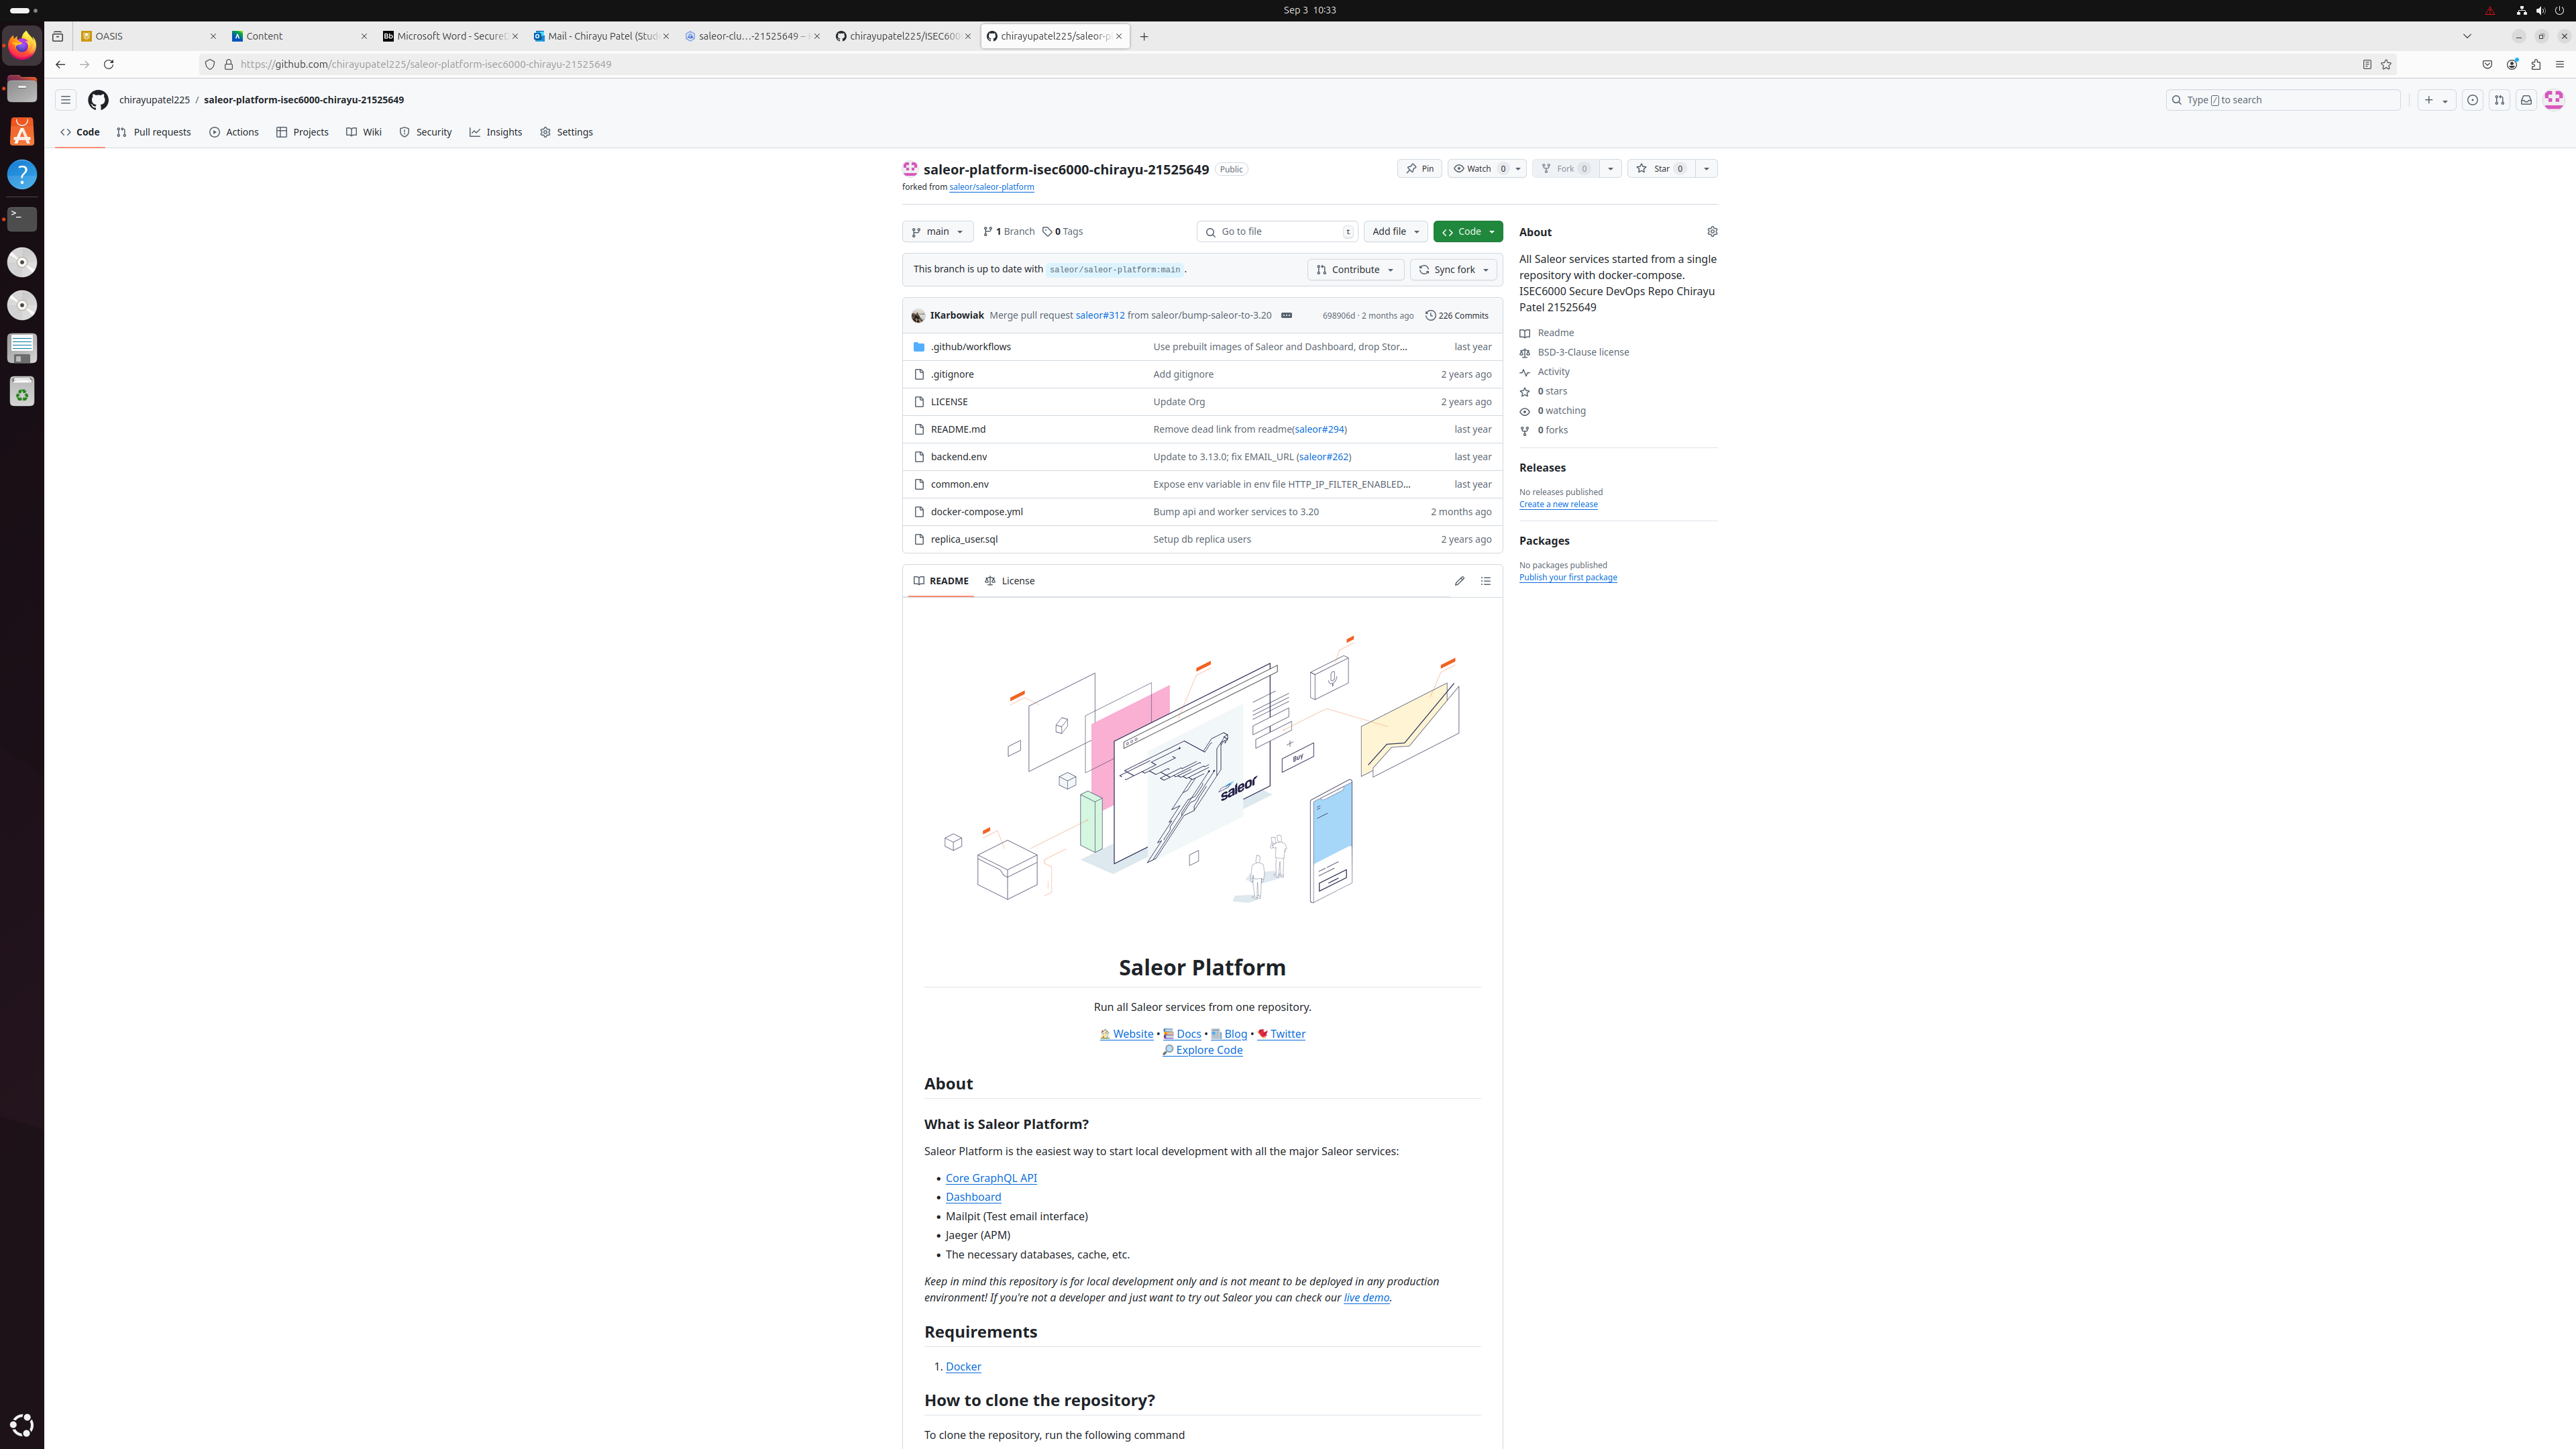 Sep 3 10:33
OASIS
Content
Microsoft Word - SecureD
Mail - Chirayu Patel (Stud
saleor-clu…-21525649 –
chirayupatel225/ISEC600
chirayupatel225/saleor-p
https://github.com/chirayupatel225/saleor-platform-isec6000-chirayu-21525649
chirayupatel225 / saleor-platform-isec6000-chirayu-21525649
Type / to search
Code
Pull requests
Actions
Projects
Wiki
Security
Insights
Settings
saleor-platform-isec6000-chirayu-21525649 Public
Pin
Watch 0
Fork 0
Star 0
forked from saleor/saleor-platform
main
1 Branch
0 Tags
Go to file t
Add file
Code
This branch is up to date with saleor/saleor-platform:main .
Contribute
Sync fork
IKarbowiak Merge pull request saleor#312 from saleor/bump-saleor-to-3.20 698906d · 2 months ago 226 Commits
.github/workflows Use prebuilt images of Saleor and Dashboard, drop Stor… last year
.gitignore Add gitignore 2 years ago
LICENSE Update Org 2 years ago
README.md Remove dead link from readme(saleor#294) last year
backend.env Update to 3.13.0; fix EMAIL_URL (saleor#262) last year
common.env Expose env variable in env file HTTP_IP_FILTER_ENABLED… last year
docker-compose.yml Bump api and worker services to 3.20 2 months ago
replica_user.sql Setup db replica users 2 years ago
About
All Saleor services started from a single
repository with docker-compose.
ISEC6000 Secure DevOps Repo Chirayu
Patel 21525649
Readme
BSD-3-Clause license
Activity
0 stars
0 watching
0 forks
Releases
No releases published
Create a new release
Packages
No packages published
Publish your first package
README
License
BUY
saleor
Saleor Platform
Run all Saleor services from one repository.
Website • Docs • Blog • Twitter
Explore Code
About
What is Saleor Platform?
Saleor Platform is the easiest way to start local development with all the major Saleor services:
• Core GraphQL API
• Dashboard
• Mailpit (Test email interface)
• Jaeger (APM)
• The necessary databases, cache, etc.
Keep in mind this repository is for local development only and is not meant to be deployed in any production
environment! If you're not a developer and just want to try out Saleor you can check our live demo.
Requirements
1. Docker
How to clone the repository?
To clone the repository, run the following command